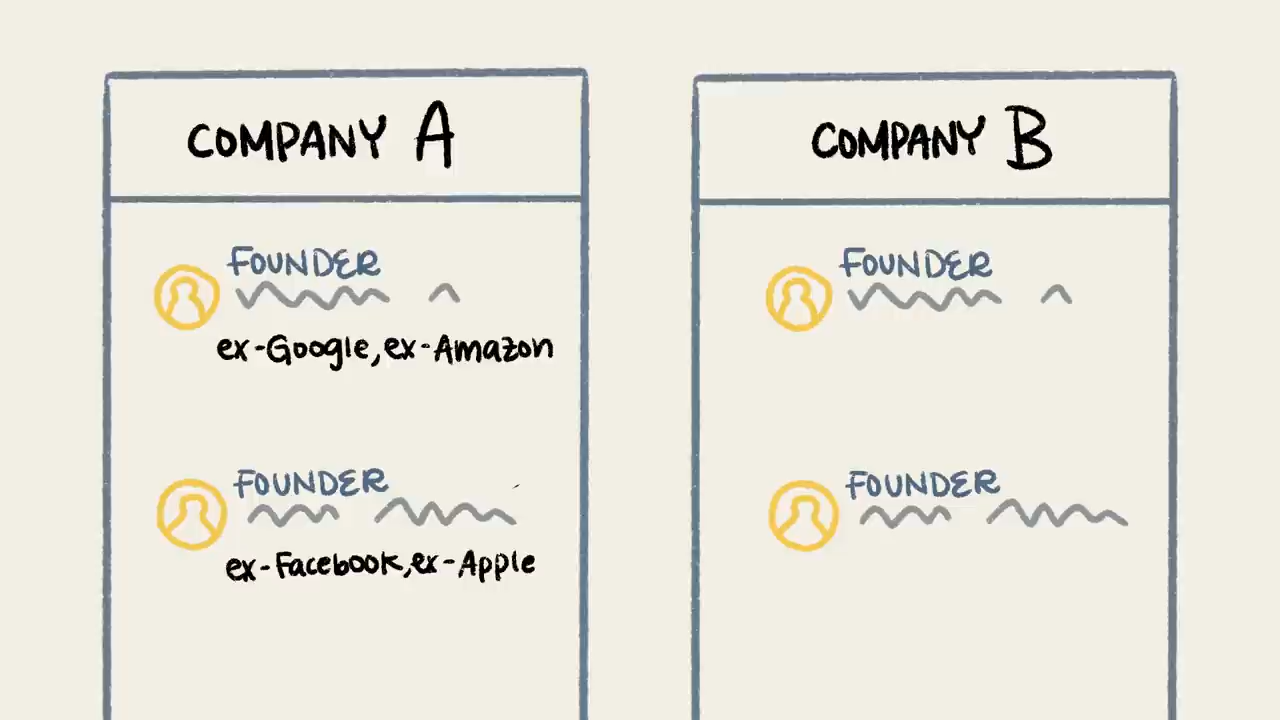 COMPANY A
FOUNDER
ex-Google, ex-Amazon
FOUNDER
ex-Facebook, ex-Apple
COMPANY B
FOUNDER
FOUNDER